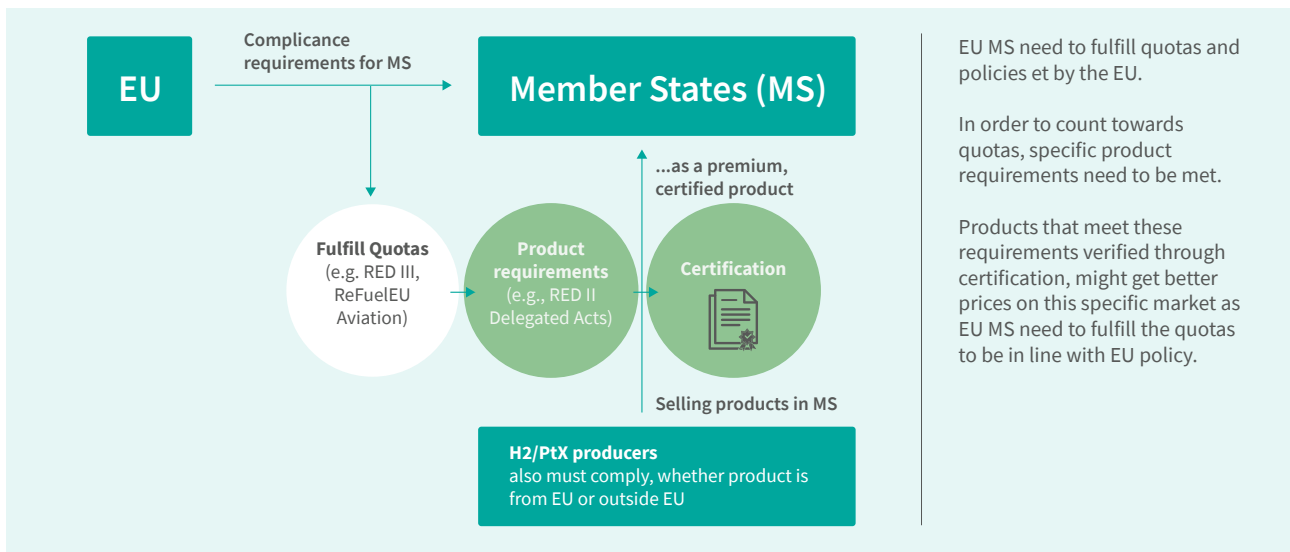 EU
Complicance
requirements for MS
Member States (MS)
...as a premium,
certified product
Fulfill Quotas
(e.g. RED III,
ReFuelEU
Aviation)
Product
requirements
(e.g., RED II
Delegated Acts)
Certification
Selling products in MS
H2/PtX producers
also must comply, whether product is
from EU or outside EU
EU MS need to fulfill quotas and
policies et by the EU.
In order to count towards
quotas, specific product
requirements need to be met.
Products that meet these
requirements verified through
certification, might get better
prices on this specific market as
EU MS need to fulfill the quotas
to be in line with EU policy.